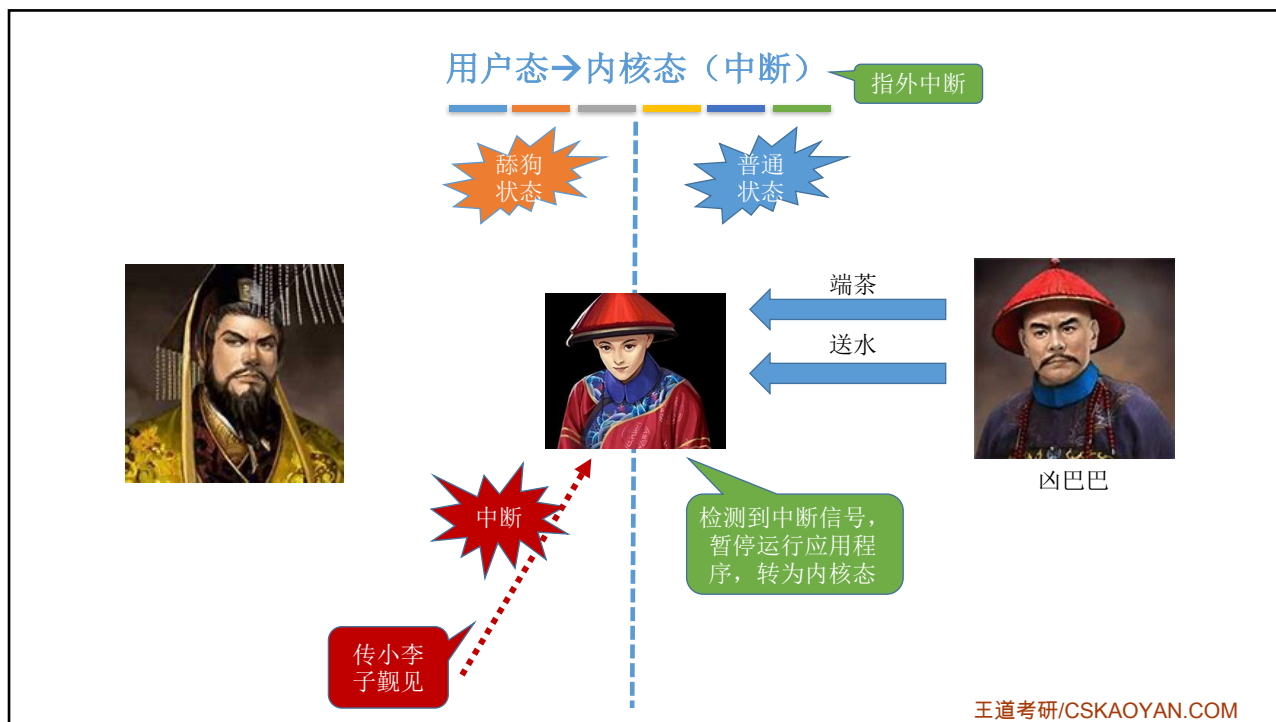 用户态→内核态（中断）
指外中断
舔狗
状态
普通
状态
端茶
送水
凶巴巴
中断
检测到中断信号，
暂停运行应用程
序，转为内核态
传小李
子觐见
王道考研/CSKAOYAN.COM